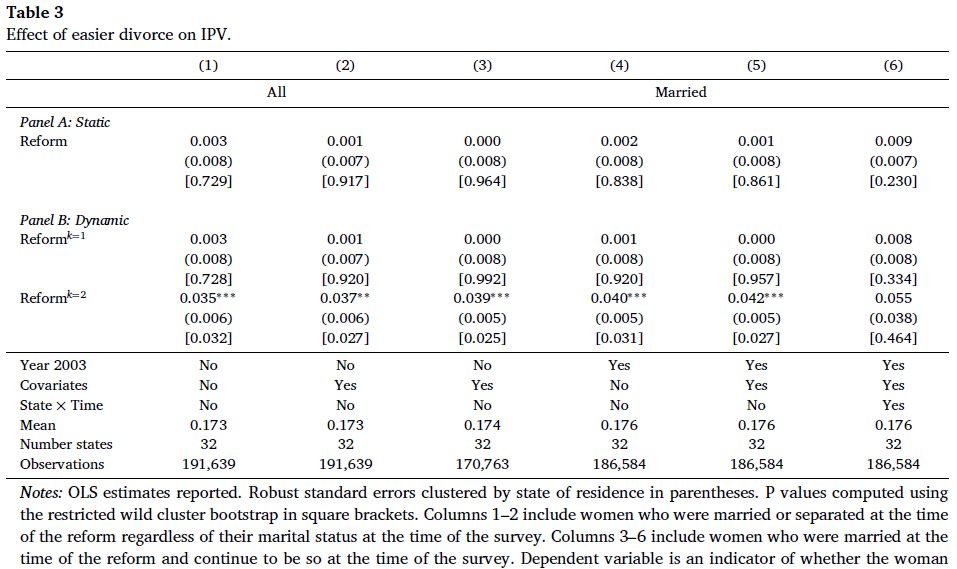 Table 3
Effect of easier divorce on IPV.
(1) (2) (3) (4) (5) (6)
All Married
Panel A: Static
Reform 0.003 0.001 0.000 0.002 0.001 0.009
(0.008) (0.007) (0.008) (0.008) (0.008) (0.007)
[0.729] [0.917] [0.964] [0.838] [0.861] [0.230]
Panel B: Dynamic
Reformᵏ⁼¹ 0.003 0.001 0.000 0.001 0.000 0.008
(0.008) (0.007) (0.008) (0.008) (0.008) (0.008)
[0.728] [0.920] [0.992] [0.920] [0.957] [0.334]
Reformᵏ⁼² 0.035*** 0.037** 0.039*** 0.040*** 0.042*** 0.055
(0.006) (0.006) (0.005) (0.005) (0.005) (0.038)
[0.032] [0.027] [0.025] [0.031] [0.027] [0.464]
Year 2003 No No No Yes Yes Yes
Covariates No Yes Yes No Yes Yes
State × Time No No No No No Yes
Mean 0.173 0.173 0.174 0.176 0.176 0.176
Number states 32 32 32 32 32 32
Observations 191,639 191,639 170,763 186,584 186,584 186,584
Notes: OLS estimates reported. Robust standard errors clustered by state of residence in parentheses. P values computed using
the restricted wild cluster bootstrap in square brackets. Columns 1–2 include women who were married or separated at the time
of the reform regardless of their marital status at the time of the survey. Columns 3–6 include women who were married at the
time of the reform and continue to be so at the time of the survey. Dependent variable is an indicator of whether the woman